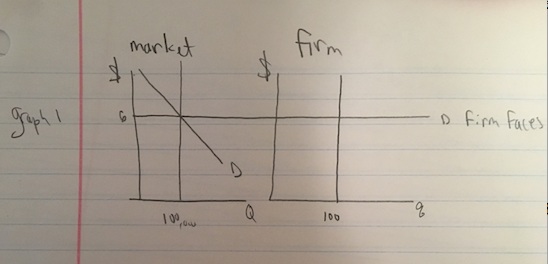 market
firm
$
$
graph 1
6
D firm faces
D
100,000
Q
100
q